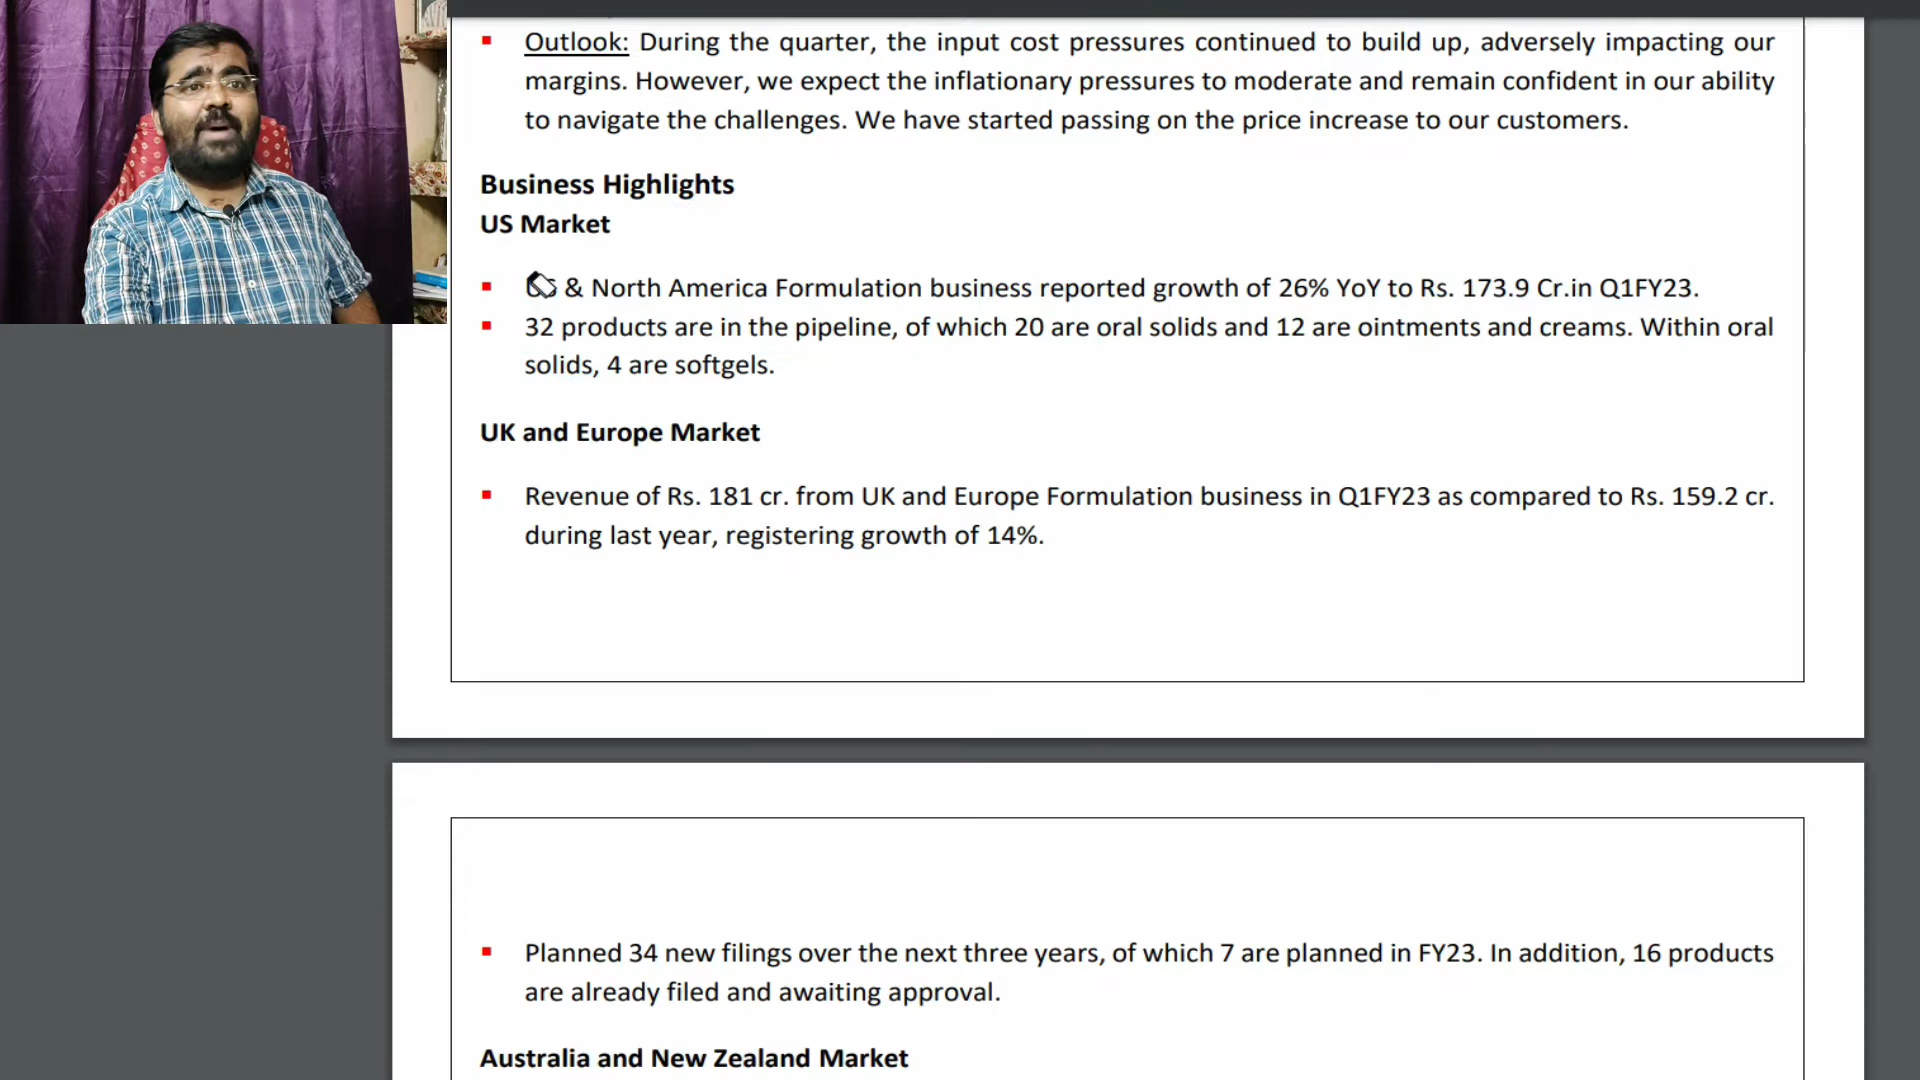 Outlook: During the quarter, the input cost pressures continued to build up, adversely impacting our
margins. However, we expect the inflationary pressures to moderate and remain confident in our ability
to navigate the challenges. We have started passing on the price increase to our customers.
Business Highlights
US Market
& North America Formulation business reported growth of 26% YoY to Rs. 173.9 Cr.in Q1FY23.
32 products are in the pipeline, of which 20 are oral solids and 12 are ointments and creams. Within oral
solids, 4 are softgels.
UK and Europe Market
Revenue of Rs. 181 cr. from UK and Europe Formulation business in Q1FY23 as compared to Rs. 159.2 cr.
during last year, registering growth of 14%.
Planned 34 new filings over the next three years, of which 7 are planned in FY23. In addition, 16 products
are already filed and awaiting approval.
Australia and New Zealand Market